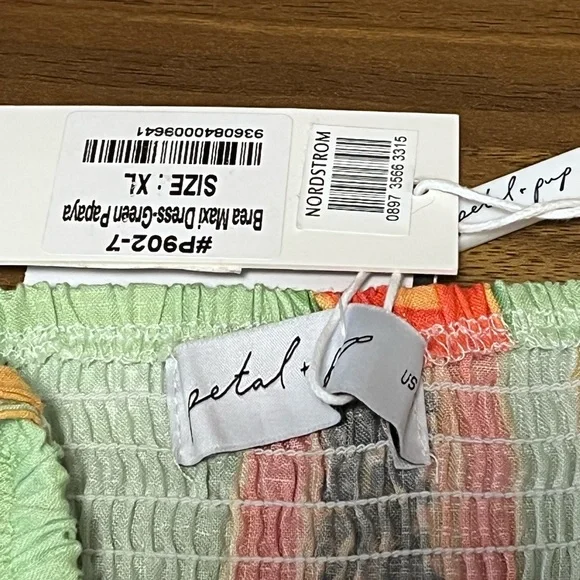 #P902-7
Brea Maxi Dress-Green Papaya
SIZE : XL
9360840009641
NORDSTROM
0897 3566 3315
petal + pup
petal +
US